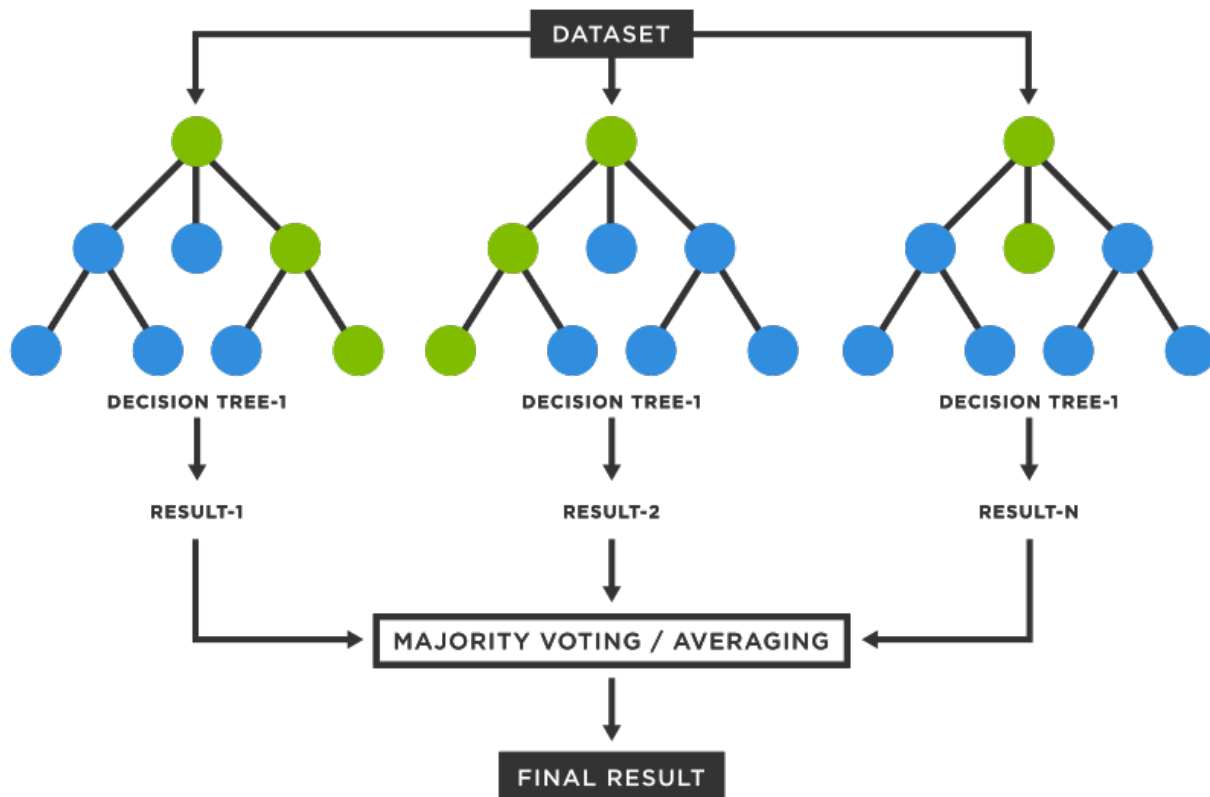 DATASET
DECISION TREE-1
DECISION TREE-1
DECISION TREE-1
RESULT-1
RESULT-2
RESULT-N
MAJORITY VOTING / AVERAGING
FINAL RESULT